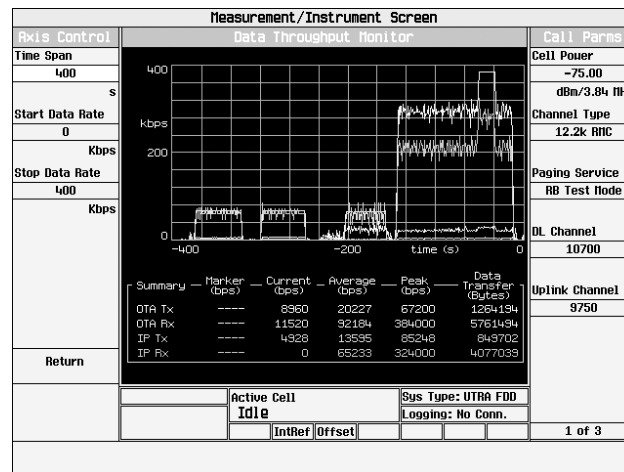 Measurement/Instrument Screen
Axis Control
Data Throughput Monitor
Call Parms
Time Span
400
s
Start Data Rate
0
Kbps
Stop Data Rate
400
Kbps
Return
400
kbps
200
0
-400
-200
time (s)
0
Summary Marker (bps) Current (bps) Average (bps) Peak (bps) Data Transfer (Bytes)
OTA Tx ---- 8960 20227 67200 1264194
OTA Rx ---- 11520 92184 384000 5761494
IP Tx ---- 4928 13595 85248 849702
IP Rx ---- 0 65233 324000 4077039
Cell Power
-75.00
dBm/3.84 MH
Channel Type
12.2k RMC
Paging Service
RB Test Mode
DL Channel
10700
Uplink Channel
9750
Active Cell
Idle
Sys Type: UTRA FDD
Logging: No Conn.
IntRef Offset
1 of 3